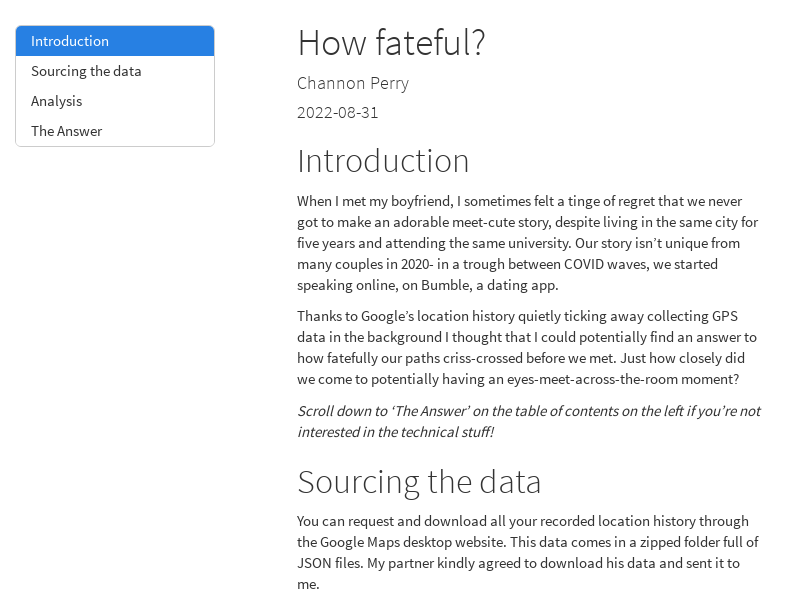 Introduction
Sourcing the data
Analysis
The Answer
How fateful?
Channon Perry
2022-08-31
Introduction
When I met my boyfriend, I sometimes felt a tinge of regret that we never
got to make an adorable meet-cute story, despite living in the same city for
five years and attending the same university. Our story isn’t unique from
many couples in 2020- in a trough between COVID waves, we started
speaking online, on Bumble, a dating app.
Thanks to Google’s location history quietly ticking away collecting GPS
data in the background I thought that I could potentially find an answer to
how fatefully our paths criss-crossed before we met. Just how closely did
we come to potentially having an eyes-meet-across-the-room moment?
Scroll down to ‘The Answer’ on the table of contents on the left if you’re not
interested in the technical stuff!
Sourcing the data
You can request and download all your recorded location history through
the Google Maps desktop website. This data comes in a zipped folder full of
JSON files. My partner kindly agreed to download his data and sent it to
me.